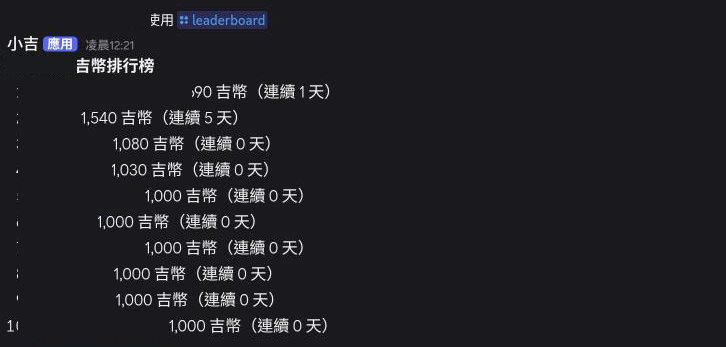 使用 leaderboard
小吉 應用 凌晨12:21
吉幣排行榜
90 吉幣（連續 1 天）
1,540 吉幣（連續 5 天）
1,080 吉幣（連續 0 天）
1,030 吉幣（連續 0 天）
1,000 吉幣（連續 0 天）
1,000 吉幣（連續 0 天）
1,000 吉幣（連續 0 天）
1,000 吉幣（連續 0 天）
1,000 吉幣（連續 0 天）
1,000 吉幣（連續 0 天）